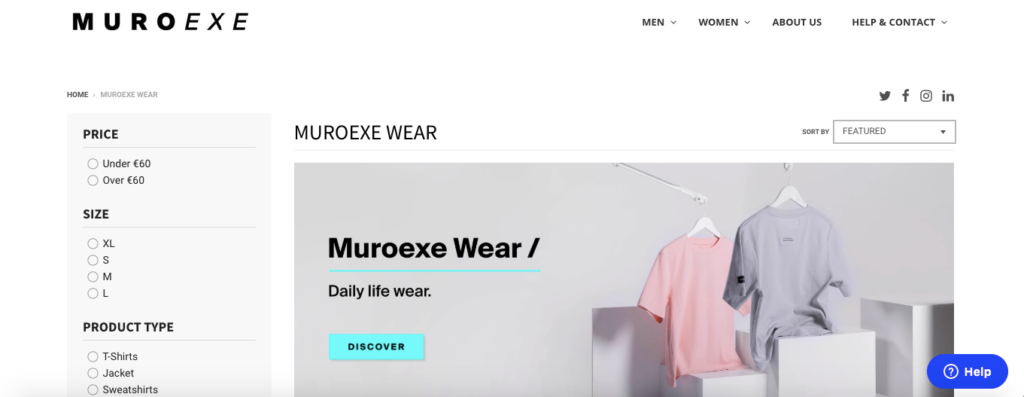 MUROEXE
MEN
WOMEN
ABOUT US
HELP & CONTACT
HOME › MUROEXE WEAR
PRICE
Under €60
Over €60
SIZE
XL
S
M
L
PRODUCT TYPE
T-Shirts
Jacket
Sweatshirts
MUROEXE WEAR
SORT BY
FEATURED
Muroexe Wear /
Daily life wear.
DISCOVER
Help